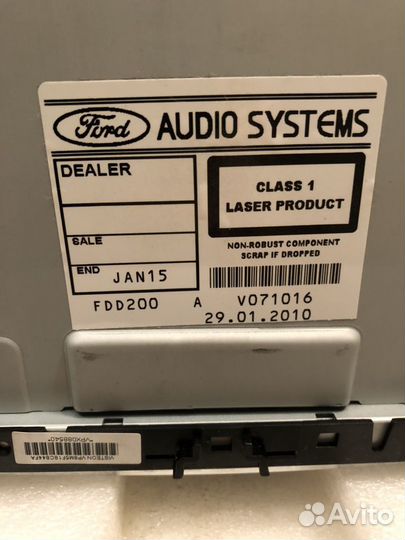 Ford AUDIO SYSTEMS
DEALER
SALE
END JAN15
CLASS 1
LASER PRODUCT
NON-ROBUST COMPONENT
SCRAP IF DROPPED
FDD200 A V071016
29.01.2010
*VPX088540*
Avito